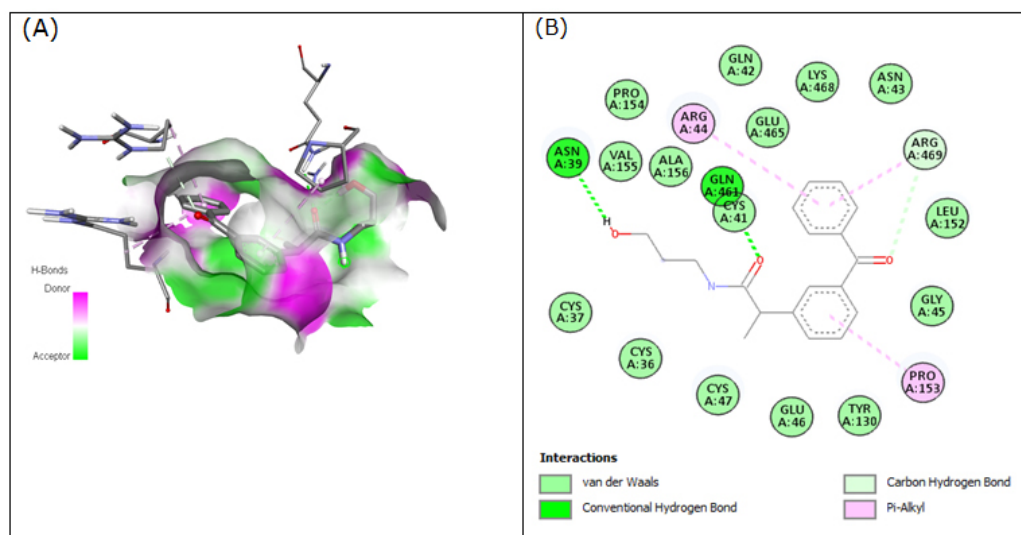 (A)
H-Bonds
Donor
Acceptor
(B)
GLN
A:42
LYS
A:468
ASN
A:43
PRO
A:154
ARG
A:44
GLU
A:465
ARG
A:469
ASN
A:39
VAL
A:155
ALA
A:156
GLN
A:461
CYS
A:41
LEU
A:152
H
O
O
O
N
GLY
A:45
CYS
A:37
CYS
A:36
PRO
A:153
CYS
A:47
GLU
A:46
TYR
A:130
Interactions
van der Waals
Conventional Hydrogen Bond
Carbon Hydrogen Bond
Pi-Alkyl